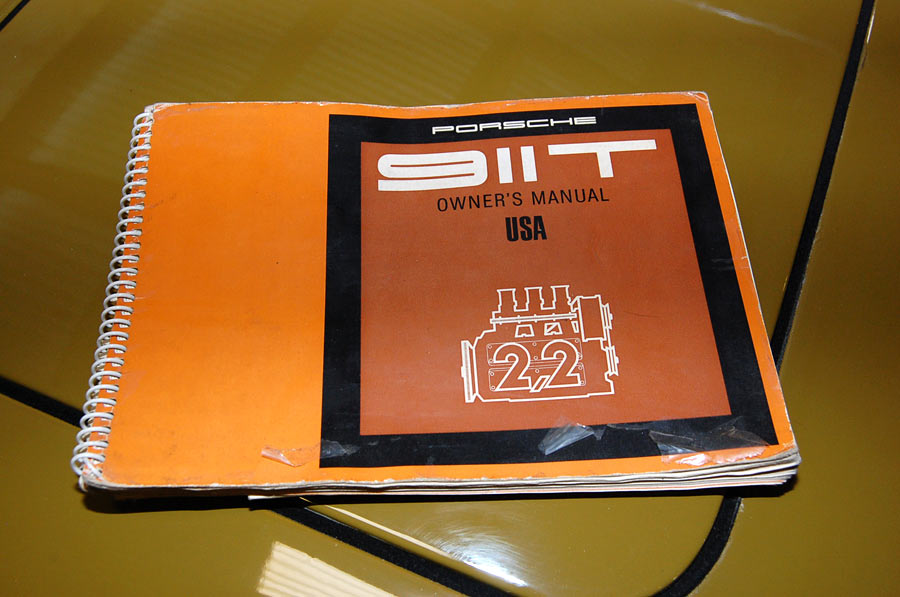 PORSCHE
911T
OWNER'S MANUAL
USA
2,2